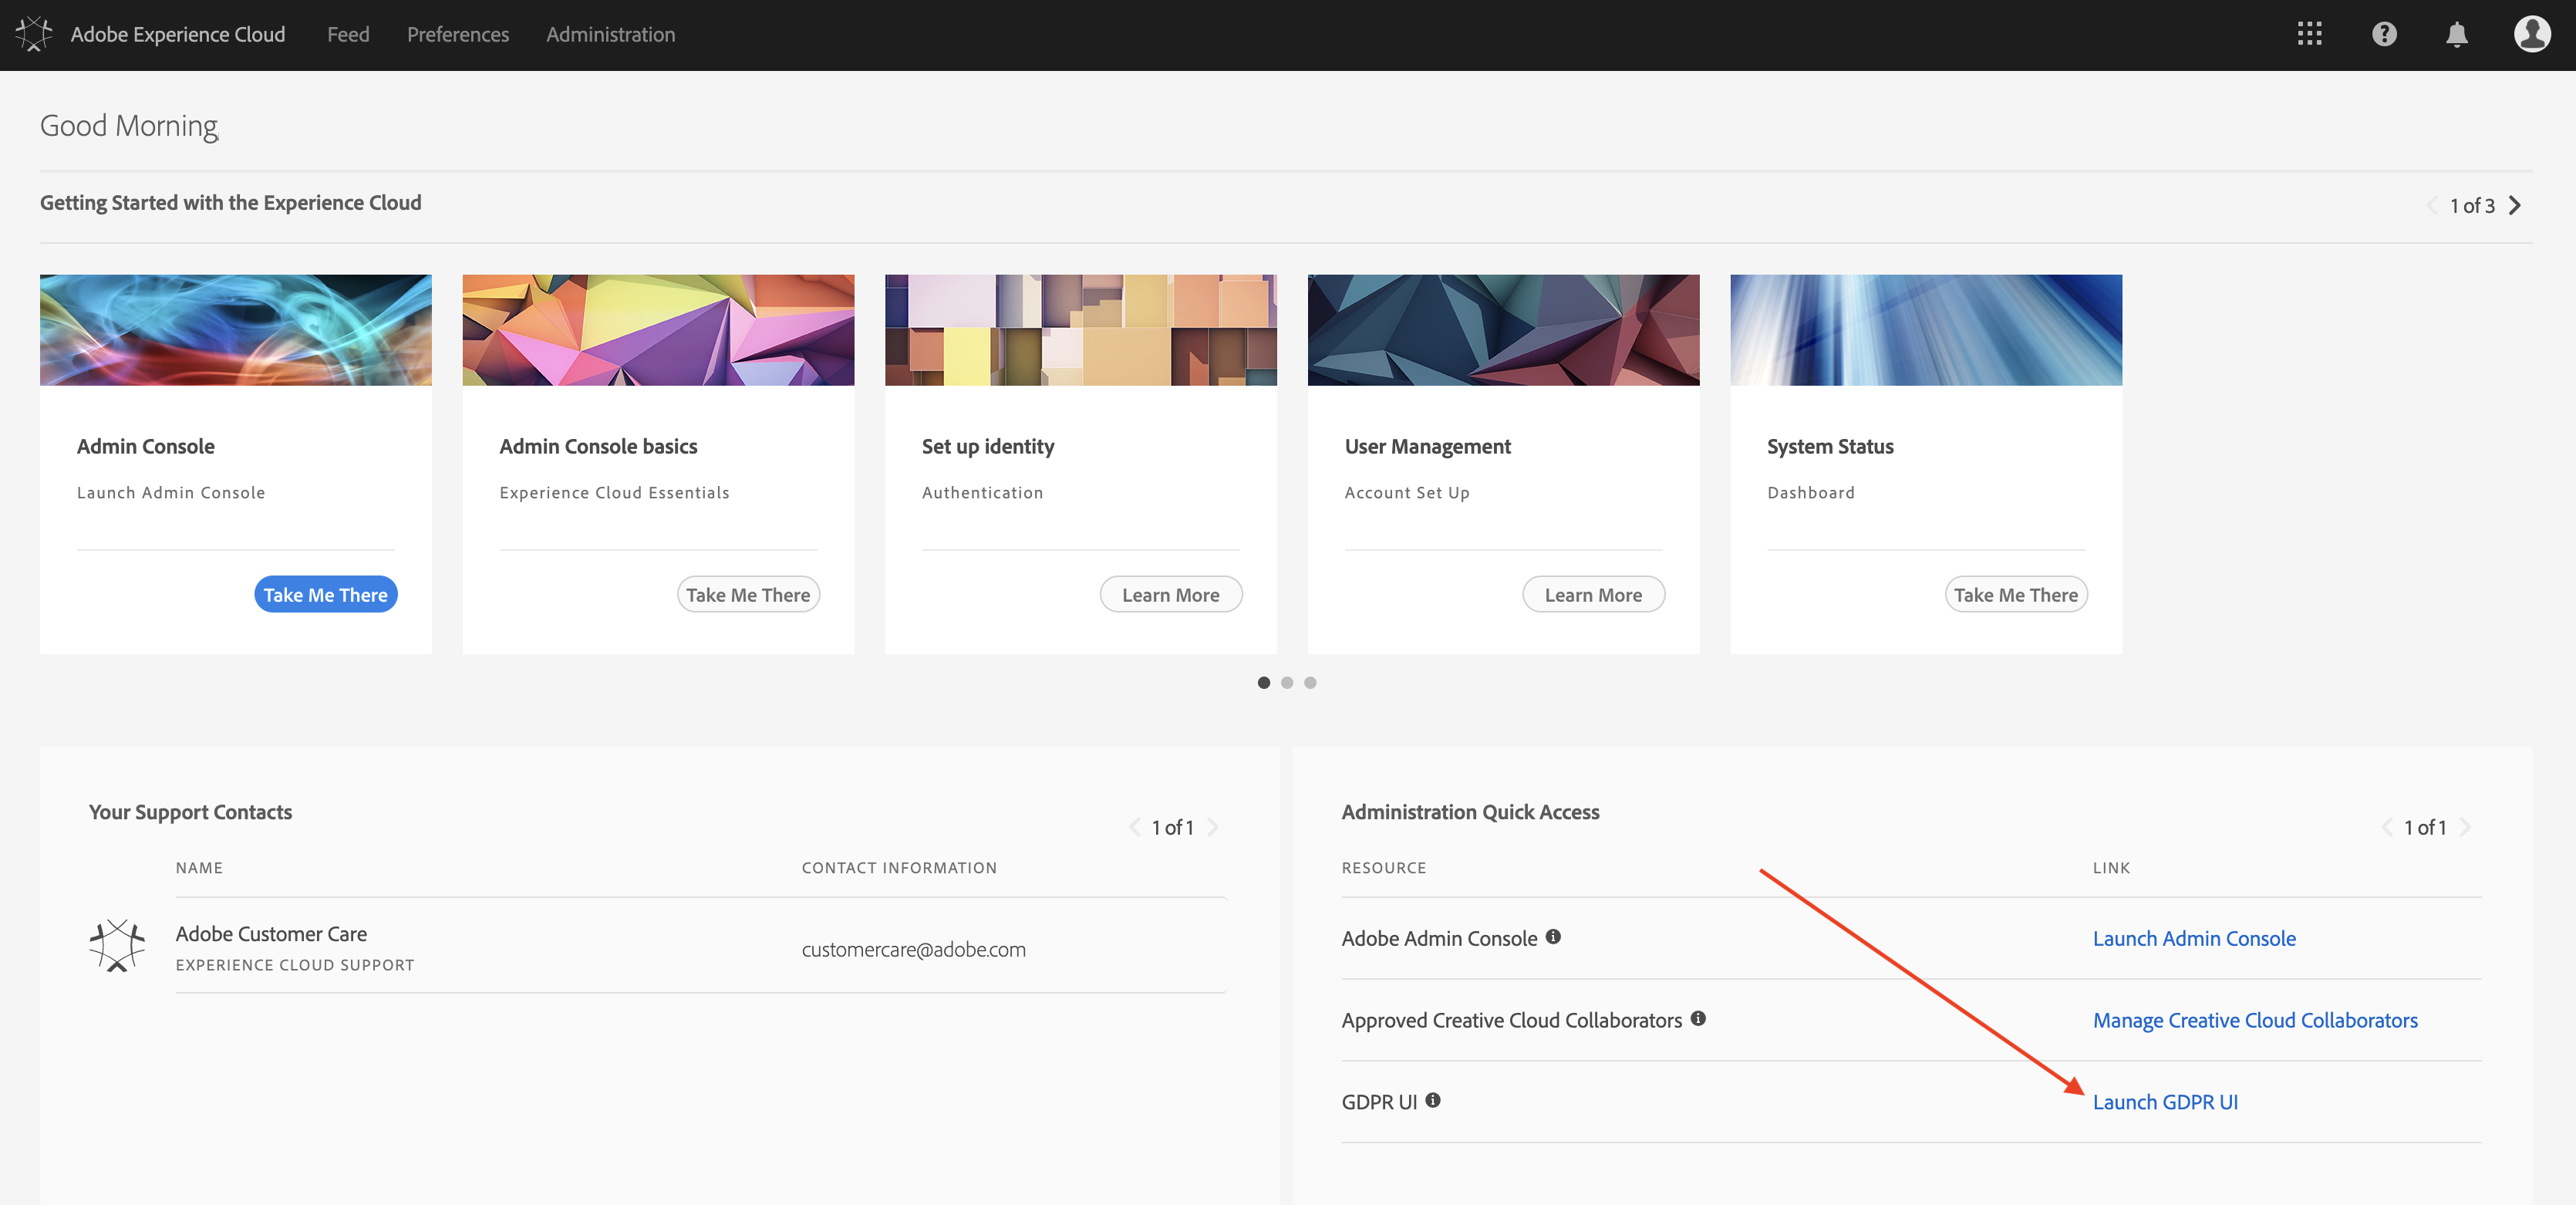 Adobe Experience Cloud Feed Preferences Administration
Good Morning
Getting Started with the Experience Cloud
1 of 3
Admin Console
Launch Admin Console
Take Me There
Admin Console basics
Experience Cloud Essentials
Take Me There
Set up identity
Authentication
Learn More
User Management
Account Set Up
Learn More
System Status
Dashboard
Take Me There
Your Support Contacts
1 of 1
NAME CONTACT INFORMATION
Adobe Customer Care
EXPERIENCE CLOUD SUPPORT
customercare@adobe.com
Administration Quick Access
1 of 1
RESOURCE LINK
Adobe Admin Console Launch Admin Console
Approved Creative Cloud Collaborators Manage Creative Cloud Collaborators
GDPR UI Launch GDPR UI